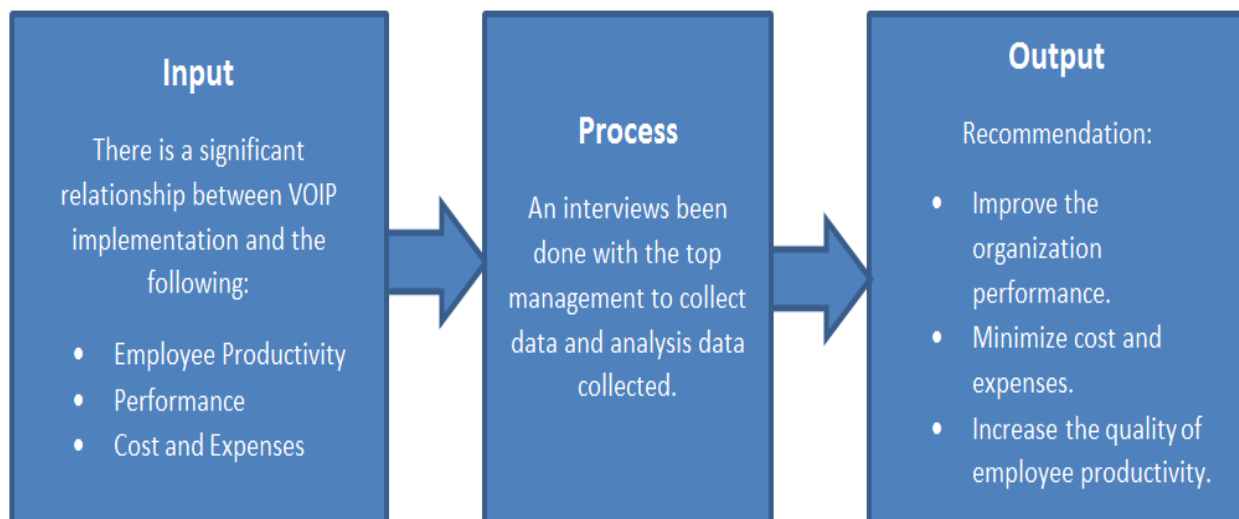 Input
There is a significant
relationship between VOIP
implementation and the
following:
• Employee Productivity
• Performance
• Cost and Expenses
Process
An interviews been
done with the top
management to collect
data and analysis data
collected.
Output
Recommendation:
• Improve the
organization
performance.
• Minimize cost and
expenses.
• Increase the quality of
employee productivity.